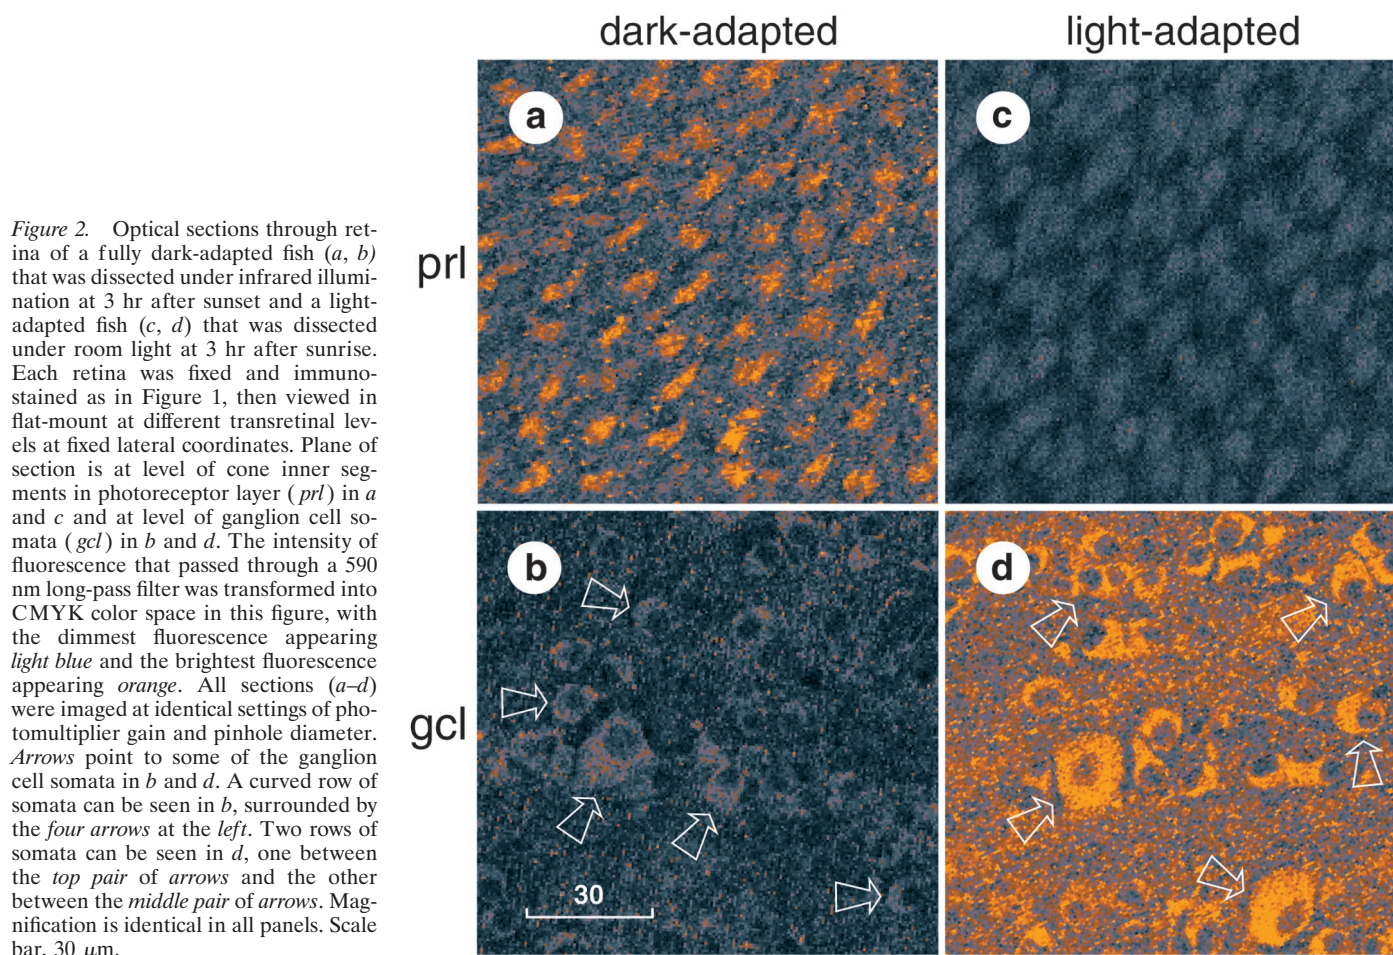 dark-adapted
light-adapted
a
c
prl
b
d
gcl
30
Figure 2. Optical sections through ret-
ina of a fully dark-adapted fish (a, b)
that was dissected under infrared illumi-
nation at 3 hr after sunset and a light-
adapted fish (c, d) that was dissected
under room light at 3 hr after sunrise.
Each retina was fixed and immuno-
stained as in Figure 1, then viewed in
flat-mount at different transretinal lev-
els at fixed lateral coordinates. Plane of
section is at level of cone inner seg-
ments in photoreceptor layer (prl) in a
and c and at level of ganglion cell so-
mata (gcl) in b and d. The intensity of
fluorescence that passed through a 590
nm long-pass filter was transformed into
CMYK color space in this figure, with
the dimmest fluorescence appearing
light blue and the brightest fluorescence
appearing orange. All sections (a–d)
were imaged at identical settings of pho-
tomultiplier gain and pinhole diameter.
Arrows point to some of the ganglion
cell somata in b and d. A curved row of
somata can be seen in b, surrounded by
the four arrows at the left. Two rows of
somata can be seen in d, one between
the top pair of arrows and the other
between the middle pair of arrows. Mag-
nification is identical in all panels. Scale
bar, 30 μm.